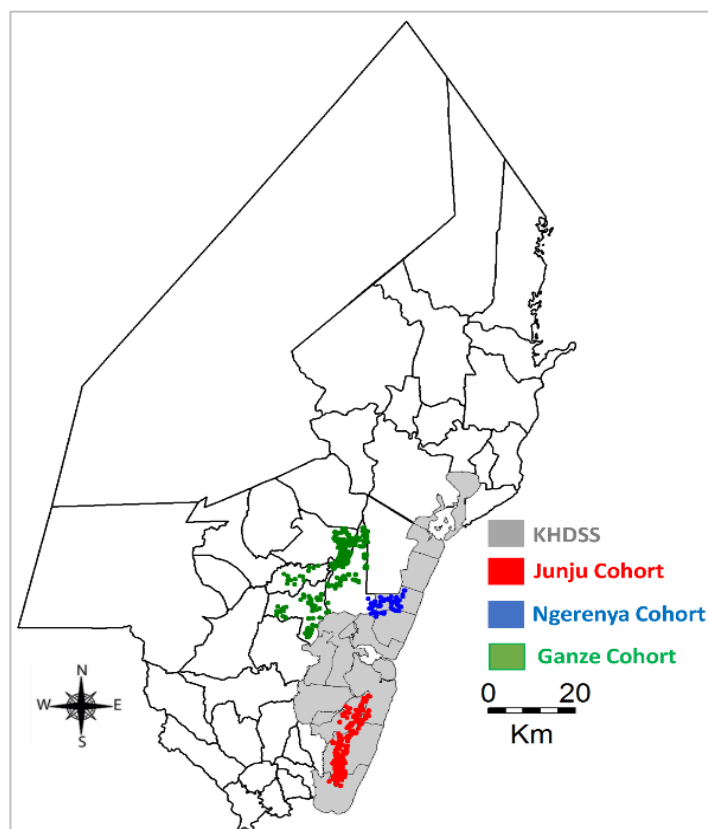 KHDSS
Junju Cohort
Ngerenya Cohort
Ganze Cohort
N
W E
S
0 20
Km